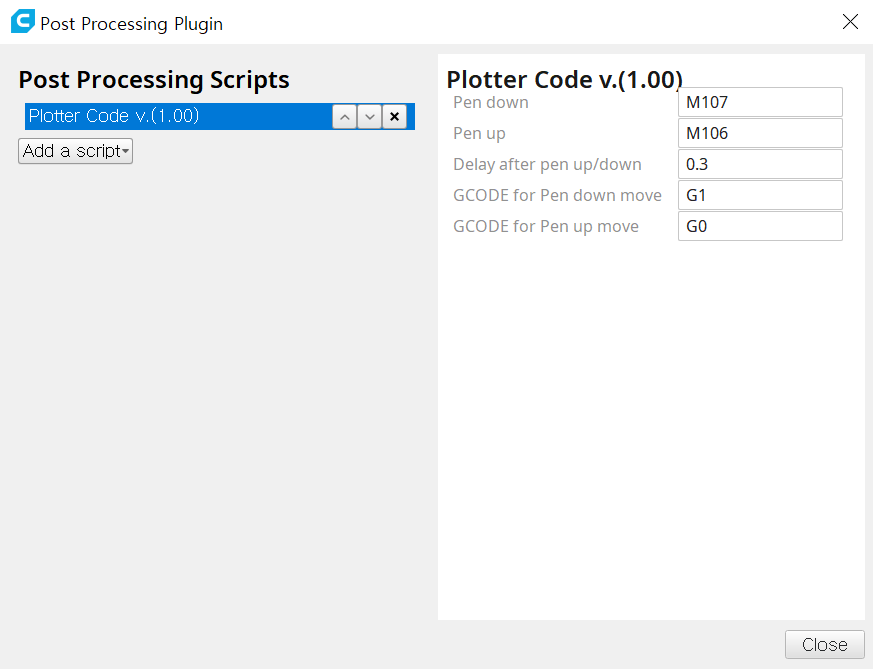 Post Processing Plugin
Post Processing Scripts
Plotter Code v.(1.00)
Add a script
Plotter Code v.(1.00)
Pen down M107
Pen up M106
Delay after pen up/down 0.3
GCODE for Pen down move G1
GCODE for Pen up move G0
Close